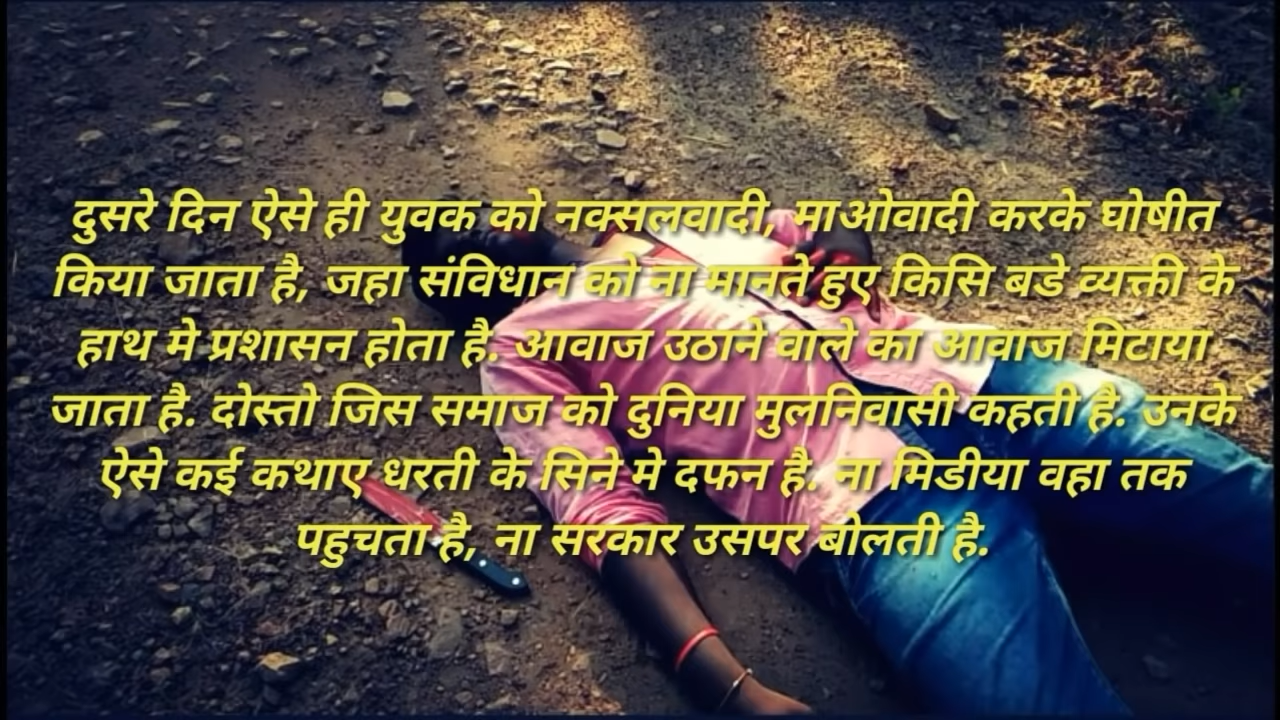 दुसरे दिन ऐसे ही युवक को नक्सलवादी, माओवादी करके घोषीत
किया जाता है, जहा संविधान को ना मानते हुए किसि बडे व्यक्ती के
हाथ मे प्रशासन होता है. आवाज उठाने वाले का आवाज मिटाया
जाता है. दोस्तो जिस समाज को दुनिया मुलनिवासी कहती है. उनके
ऐसे कई कथाए धरती के सिने मे दफन है. ना मिडीया वहा तक
पहुचता है, ना सरकार उसपर बोलती है.